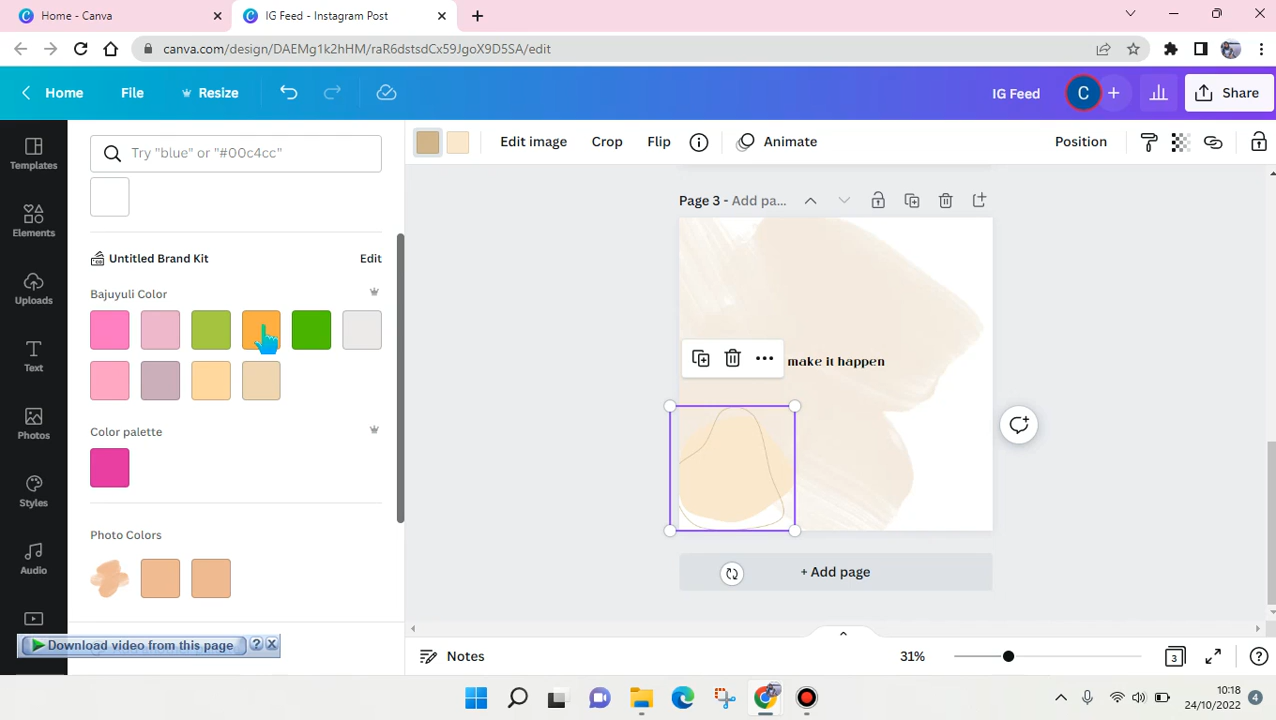 Home - Canva
IG Feed - Instagram Post
canva.com/design/DAEMg1k2hHM/raR6dstsdCx59JgoX9D5SA/edit
Home
File
Resize
IG Feed
C
Share
Templates
Elements
Uploads
Text
Photos
Styles
Audio
Try "blue" or "#00c4cc"
Untitled Brand Kit
Edit
Bajuyuli Color
Color palette
Photo Colors
Edit image
Crop
Flip
Animate
Position
Page 3 - Add pa...
make it happen
+ Add page
Download video from this page
Notes
31%
3
10:18
24/10/2022
4